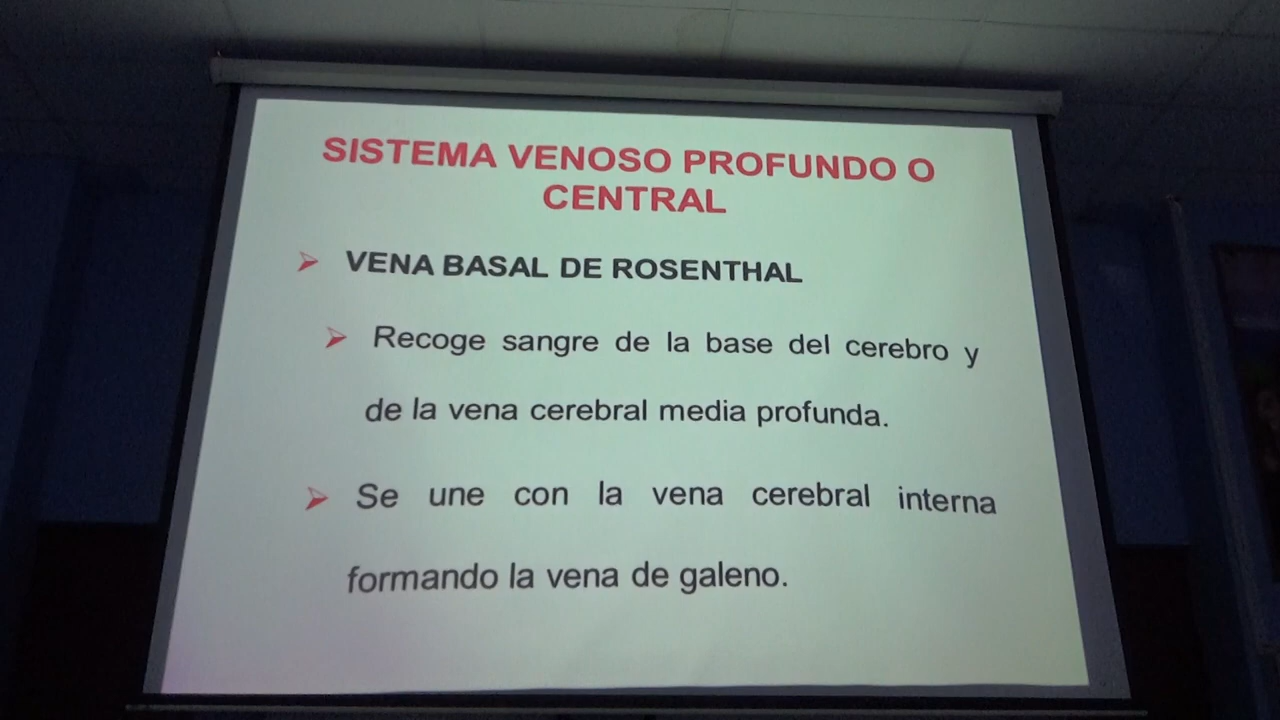 SISTEMA VENOSO PROFUNDO O
CENTRAL
VENA BASAL DE ROSENTHAL
Recoge sangre de la base del cerebro y
de la vena cerebral media profunda.
Se une con la vena cerebral interna
formando la vena de galeno.